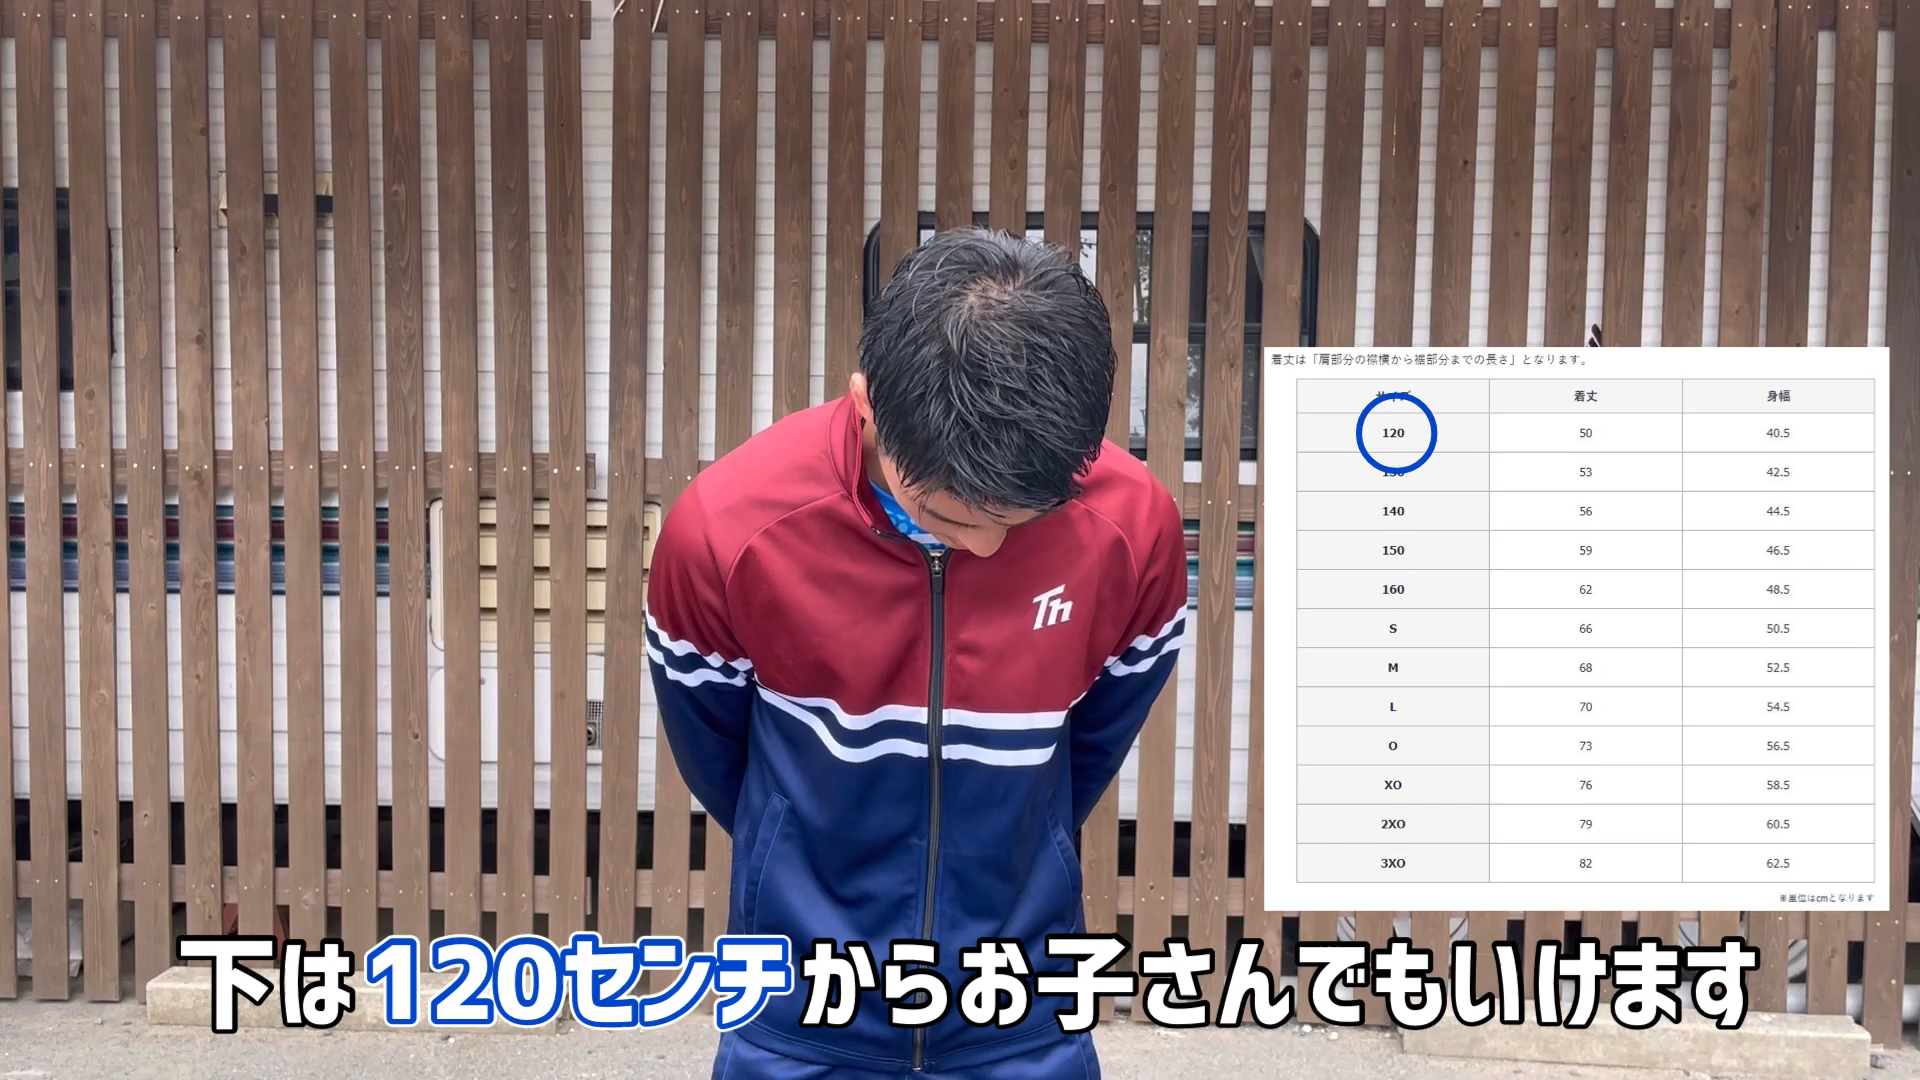 着丈は「肩部分の襟横から裾部分までの長さ」となります。
サイズ 着丈 身幅
120 50 40.5
130 53 42.5
140 56 44.5
150 59 46.5
160 62 48.5
S 66 50.5
M 68 52.5
L 70 54.5
O 73 56.5
XO 76 58.5
2XO 79 60.5
3XO 82 62.5
※単位はcmとなります
Tn
下は120センチからお子さんでもいけます